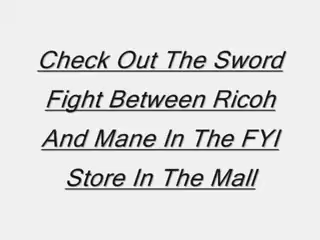 Check Out The Sword
Fight Between Ricoh
And Mane In The FYI
Store In The Mall